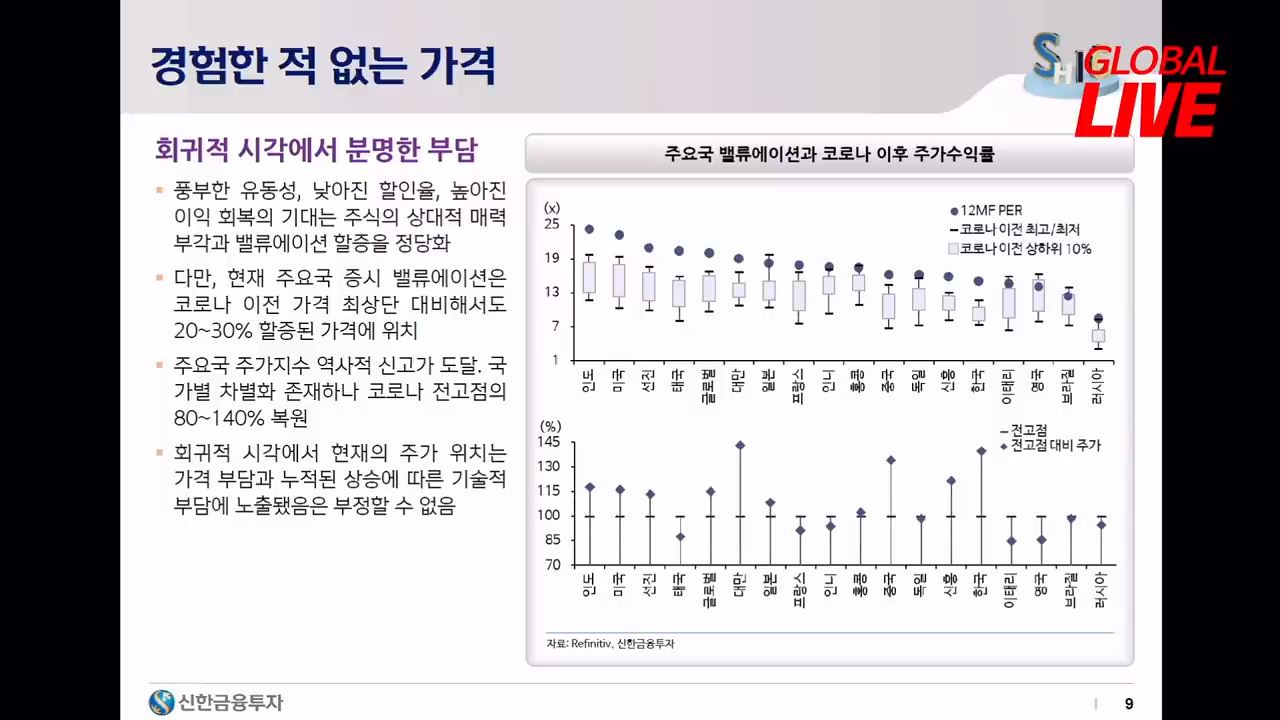 경험한 적 없는 가격
SHIG
GLOBAL
LIVE
회귀적 시각에서 분명한 부담
풍부한 유동성, 낮아진 할인율, 높아진
이익 회복의 기대는 주식의 상대적 매력
부각과 밸류에이션 할증을 정당화
다만, 현재 주요국 증시 밸류에이션은
코로나 이전 가격 최상단 대비해서도
20~30% 할증된 가격에 위치
주요국 주가지수 역사적 신고가 도달. 국
가별 차별화 존재하나 코로나 전고점의
80~140% 복원
회귀적 시각에서 현재의 주가 위치는
가격 부담과 누적된 상승에 따른 기술적
부담에 노출됐음은 부정할 수 없음
주요국 밸류에이션과 코로나 이후 주가수익률
(x)
25
19
13
7
1
12MF PER
코로나 이전 최고/최저
코로나 이전 상하위 10%
인도 미국 선진 태국 글로벌 대만 일본 프랑스 인니 홍콩 중국 독일 신흥 한국 이태리 영국 브라질 러시아
(%)
145
130
115
100
85
70
전고점
전고점 대비 주가
인도 미국 선진 태국 글로벌 대만 일본 프랑스 인니 홍콩 중국 독일 신흥 한국 이태리 영국 브라질 러시아
자료: Refinitiv, 신한금융투자
신한금융투자
9